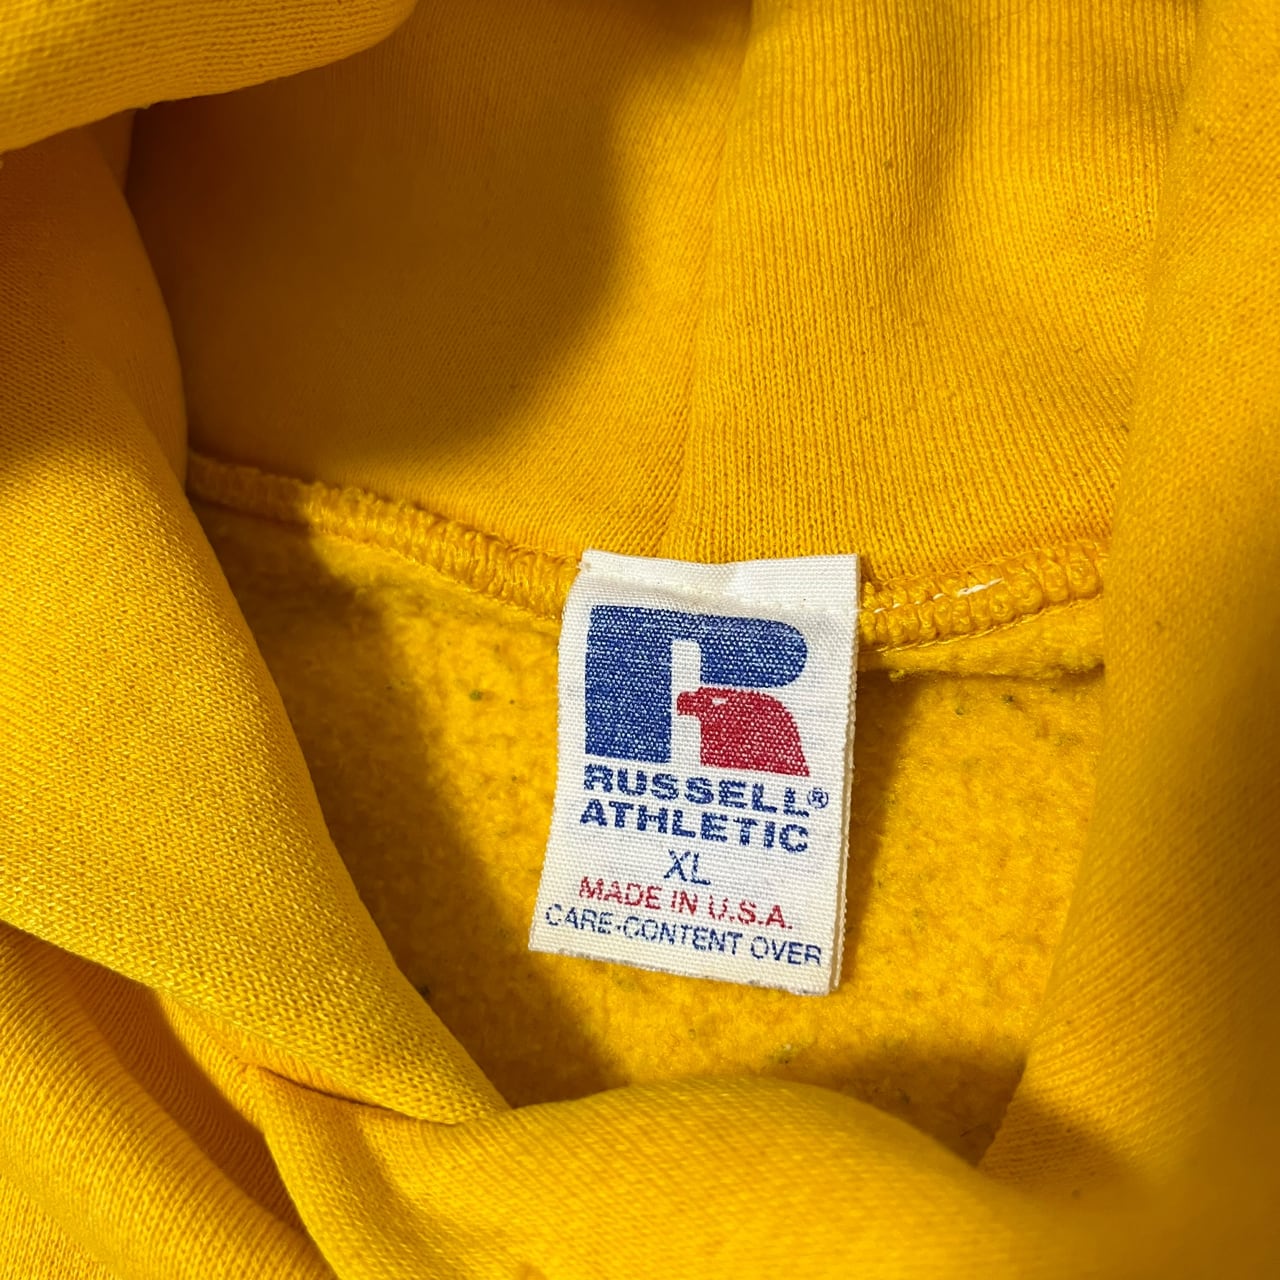 RUSSELL®
ATHLETIC
XL
MADE IN U.S.A.
CARE-CONTENT OVER